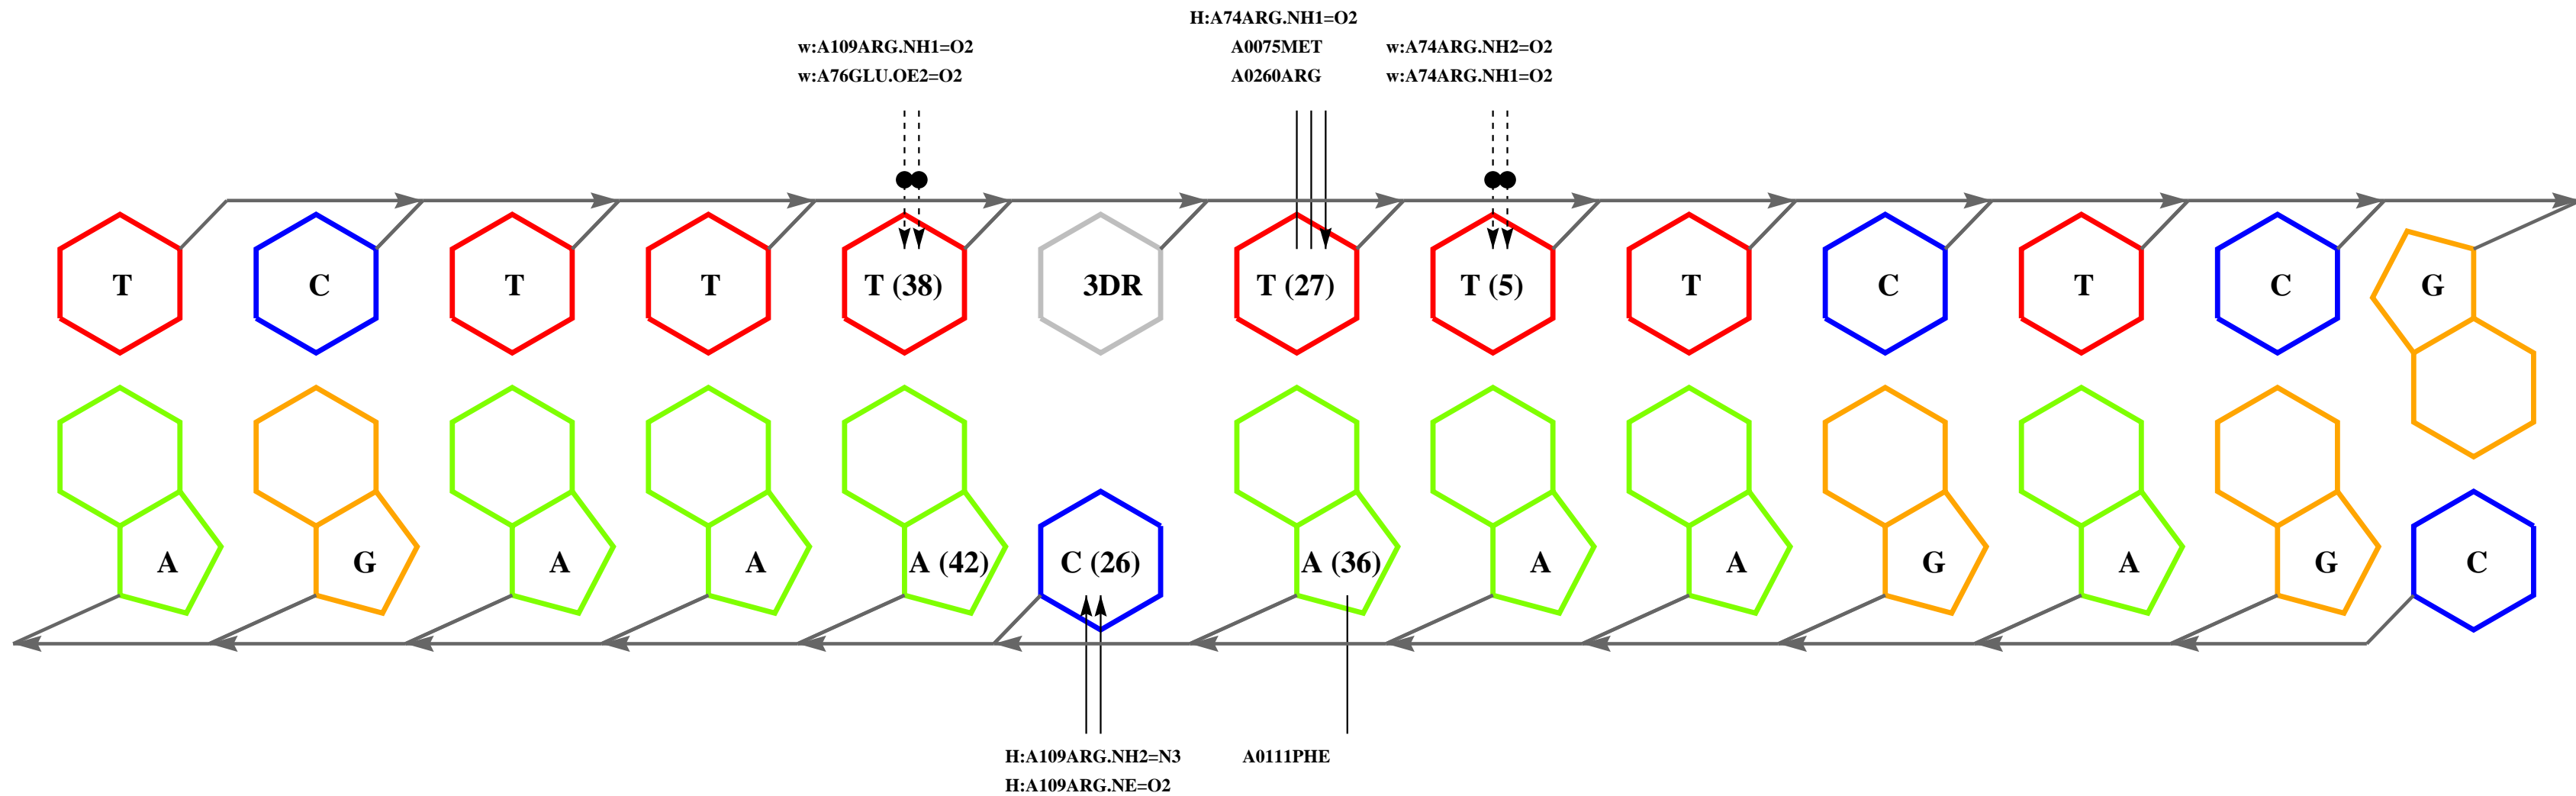 H:A74ARG.NH1=O2
w:A109ARG.NH1=O2 A0075MET w:A74ARG.NH2=O2
w:A76GLU.OE2=O2 A0260ARG w:A74ARG.NH1=O2
T C T T T (38) 3DR T (27) T (5) T C T C G
A G A A A (42) C (26) A (36) A A G A G C
H:A109ARG.NH2=N3 A0111PHE
H:A109ARG.NE=O2